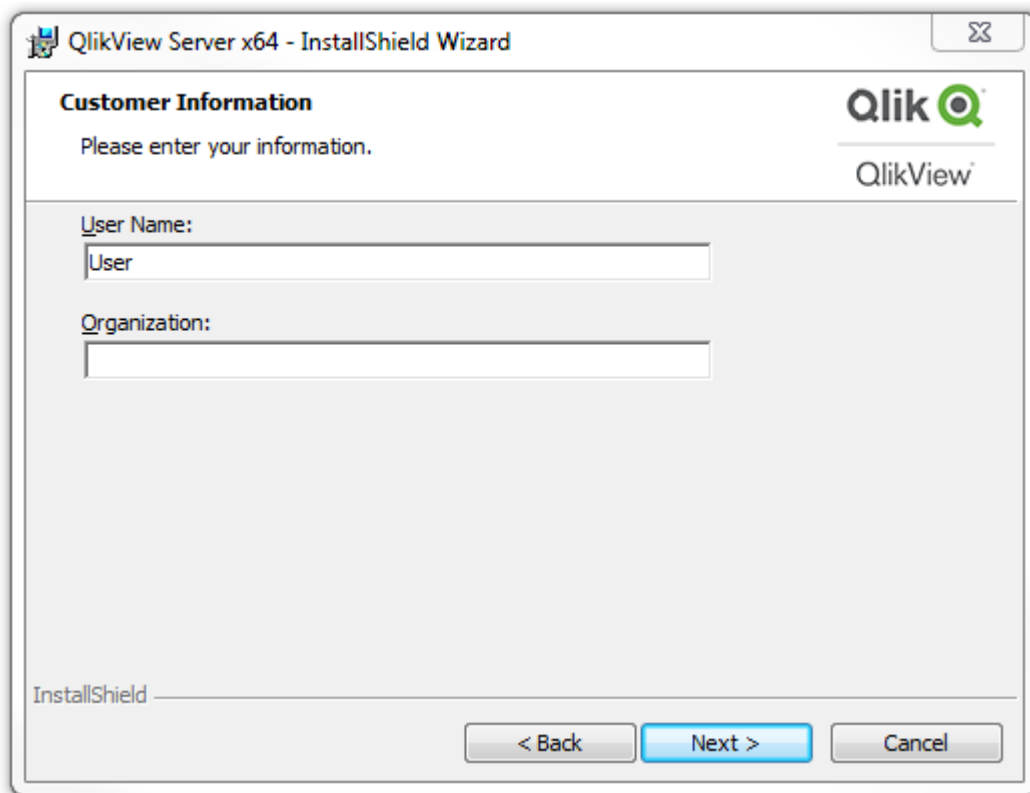 QlikView Server x64 - InstallShield Wizard
Customer Information
Please enter your information.
Qlik
QlikView
User Name:
User
Organization:
InstallShield
< Back
Next >
Cancel